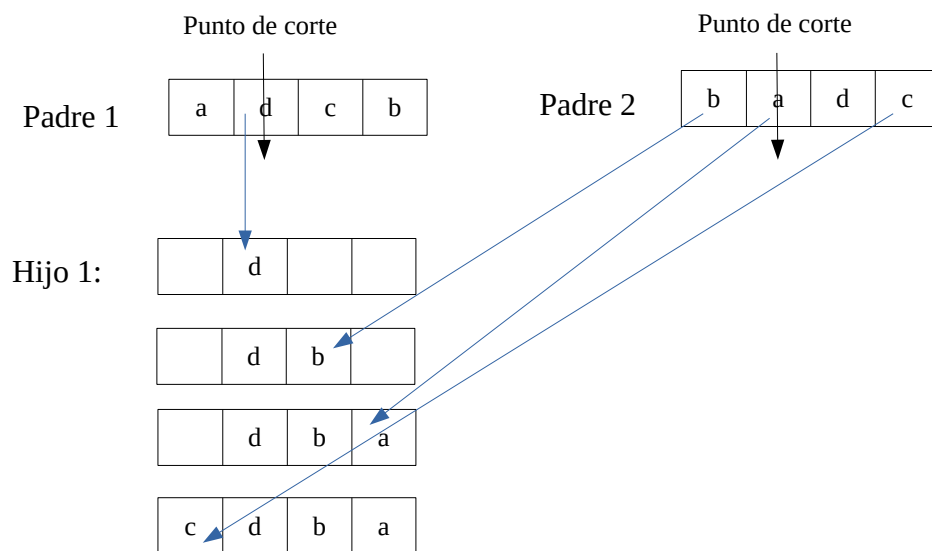 Punto de corte
Punto de corte
Padre 1
a d c b
Padre 2
b a d c
Hijo 1:
d
d b
d b a
c d b a